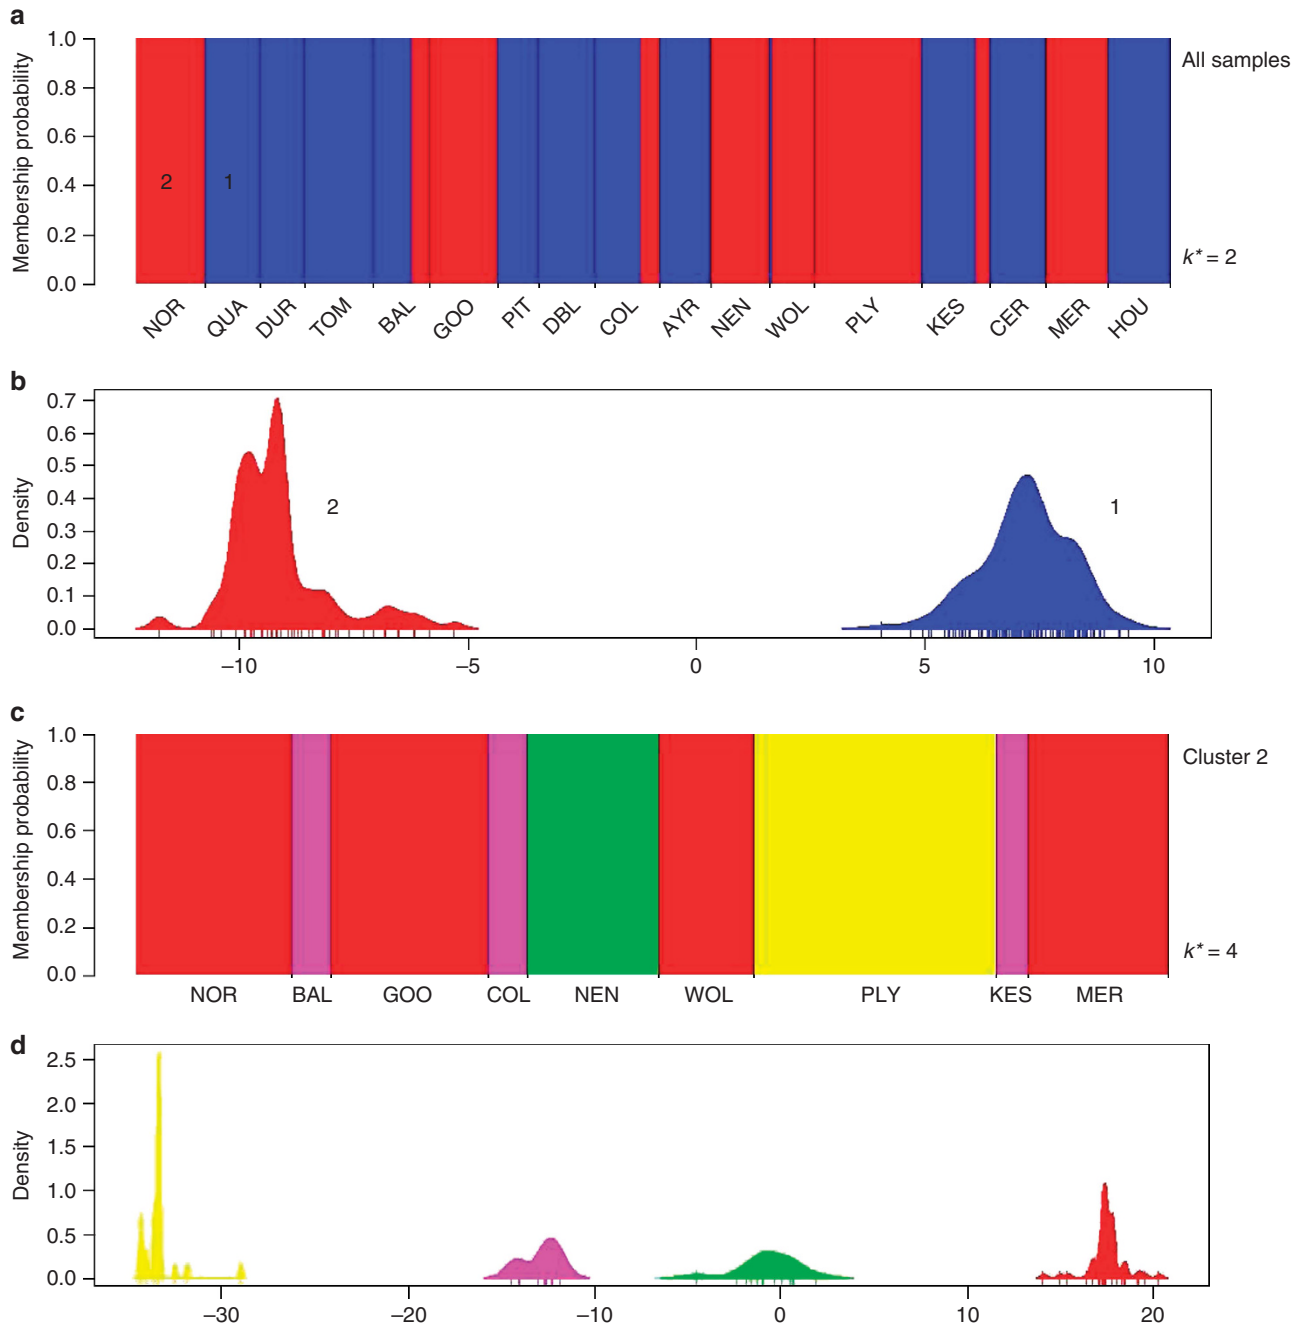 a
Membership probability
1.0
0.8
0.6
0.4
0.2
0.0
2
1
All samples
k* = 2
NOR QUA DUR TOM BAL GOO PIT DBL COL AYR NEN WOL PLY KES CER MER HOU
b
Density
0.7
0.6
0.5
0.4
0.3
0.2
0.1
0.0
2
1
−10 −5 0 5 10
c
Membership probability
1.0
0.8
0.6
0.4
0.2
0.0
Cluster 2
k* = 4
NOR BAL GOO COL NEN WOL PLY KES MER
d
Density
2.5
2.0
1.5
1.0
0.5
0.0
−30 −20 −10 0 10 20